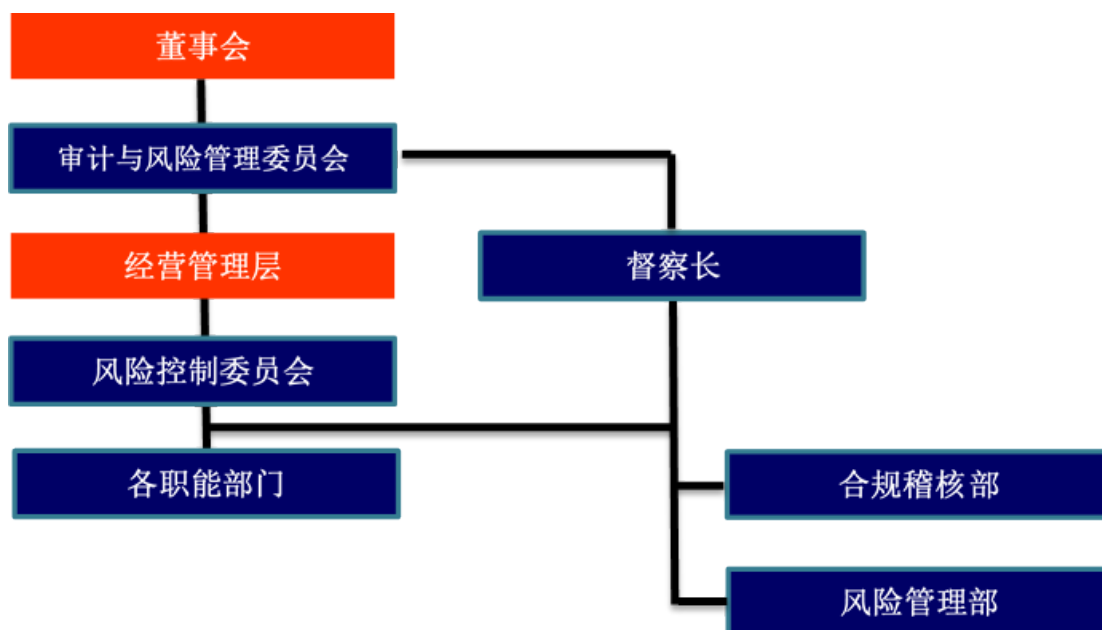 董事会
审计与风险管理委员会
经营管理层
督察长
风险控制委员会
各职能部门
合规稽核部
风险管理部